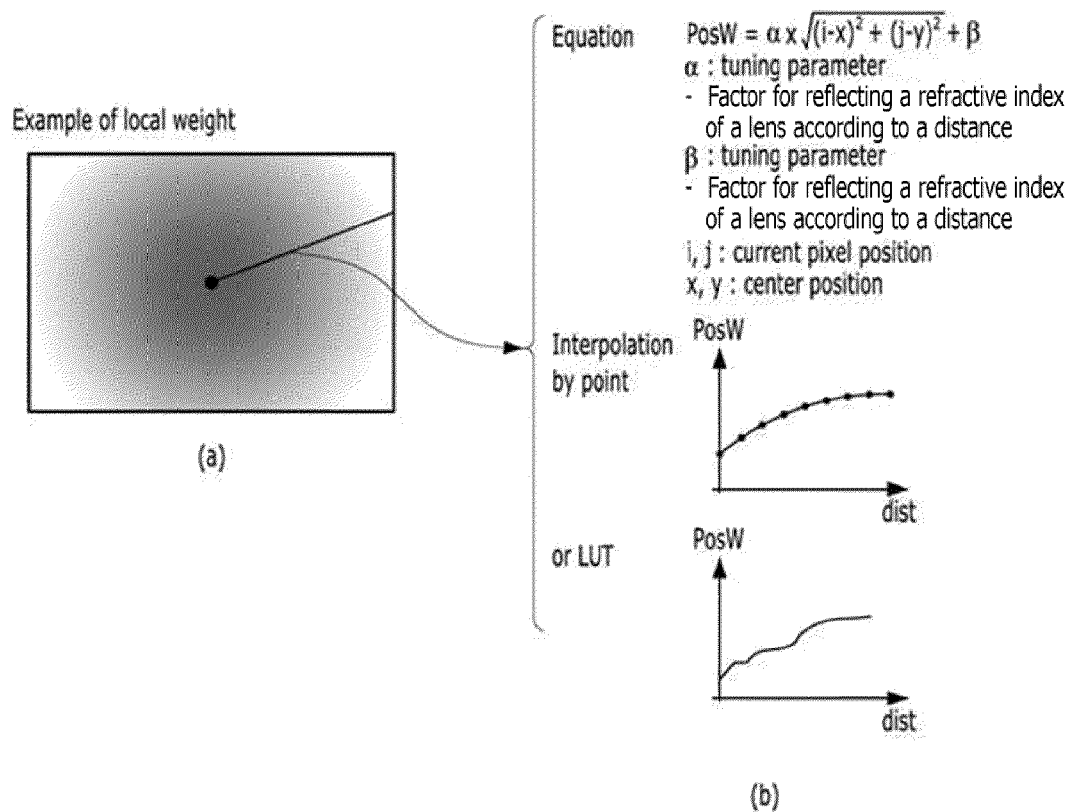 Example of local weight
(a)
Equation
PosW = α x √(i-x)² + (j-y)² + β
α : tuning parameter
- Factor for reflecting a refractive index
of a lens according to a distance
β : tuning parameter
- Factor for reflecting a refractive index
of a lens according to a distance
i, j : current pixel position
x, y : center position
Interpolation
by point
PosW
dist
or LUT
PosW
dist
(b)